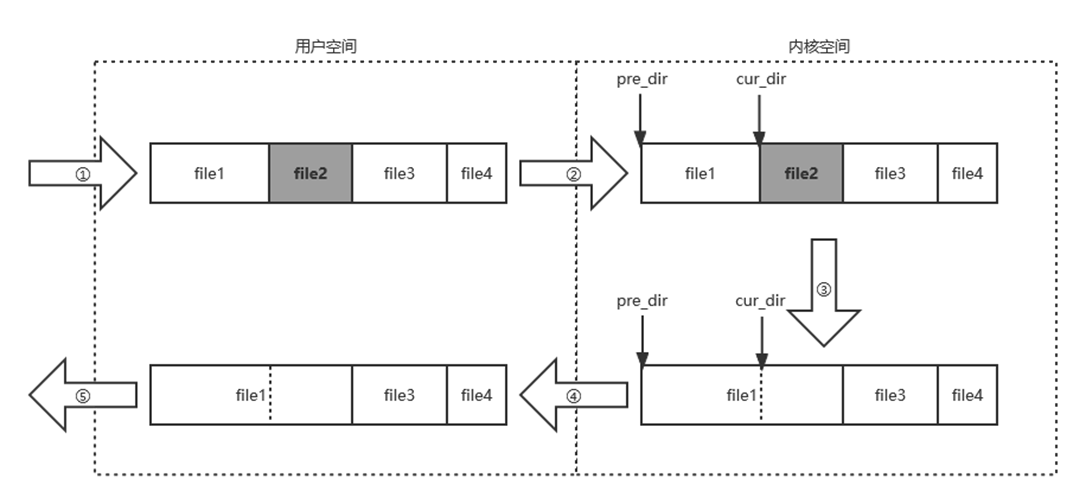 用户空间
内核空间
pre_dir
cur_dir
①
file1
file2
file3
file4
②
file1
file2
file3
file4
③
pre_dir
cur_dir
⑤
file1
file3
file4
④
file1
file3
file4